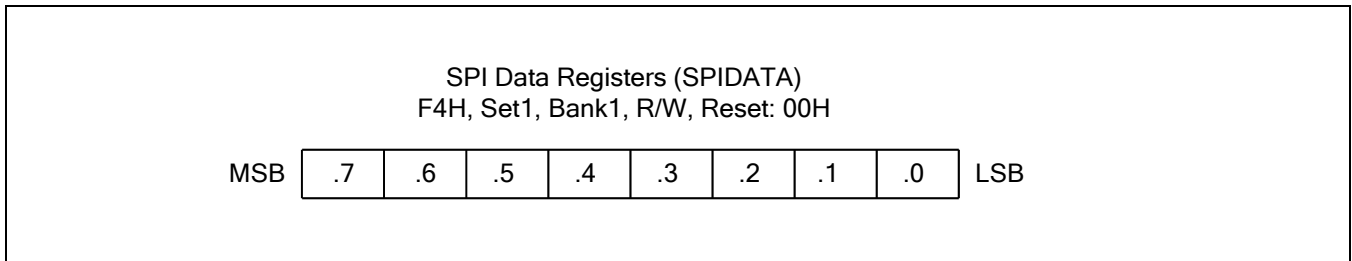 SPI Data Registers (SPIDATA)
F4H, Set1, Bank1, R/W, Reset: 00H
MSB .7 .6 .5 .4 .3 .2 .1 .0 LSB